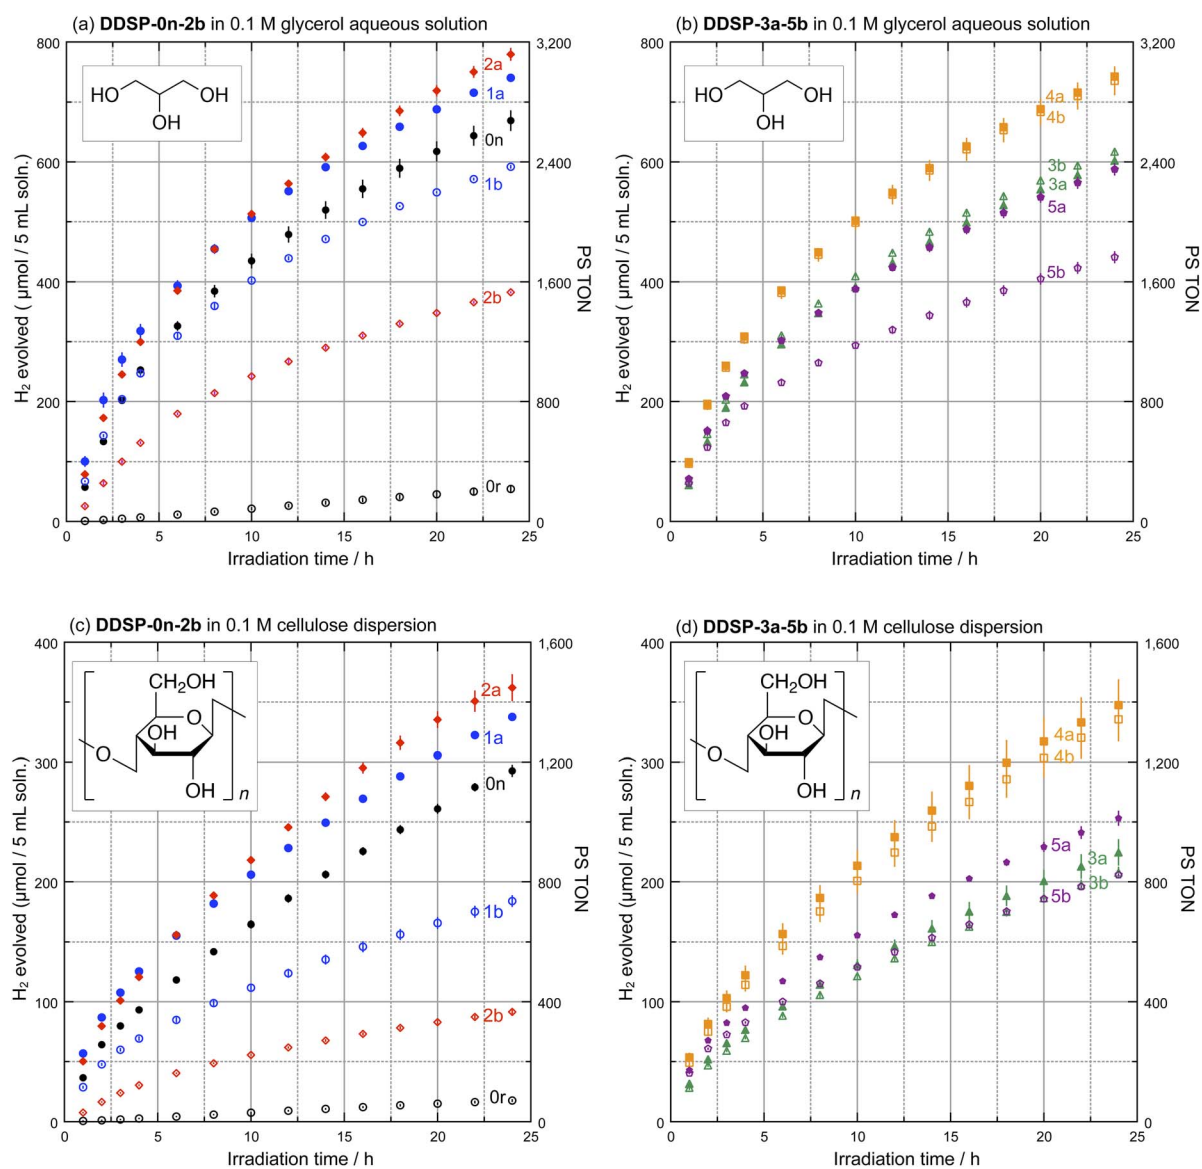 (a) DDSP-0n-2b in 0.1 M glycerol aqueous solution
800
3,200
HO
OH
OH
2a
1a
0n
1b
2b
0r
600
2,400
400
1,600
200
800
0
0
H2 evolved ( μmol / 5 mL soln.)
PS TON
0
5
10
15
20
25
Irradiation time / h
(b) DDSP-3a-5b in 0.1 M glycerol aqueous solution
800
3,200
HO
OH
OH
4a
4b
3b
3a
5a
5b
600
2,400
400
1,600
200
800
0
0
H2 evolved ( μmol / 5 mL soln.)
PS TON
0
5
10
15
20
25
Irradiation time / h
(c) DDSP-0n-2b in 0.1 M cellulose dispersion
400
1,600
CH2OH
O
OH
O
OH
n
2a
1a
0n
1b
2b
0r
300
1,200
200
800
100
400
0
0
H2 evolved (μmol / 5 mL soln.)
PS TON
0
5
10
15
20
25
Irradiation time / h
(d) DDSP-3a-5b in 0.1 M cellulose dispersion
400
1,600
CH2OH
O
OH
O
OH
n
4a
4b
5a
3a
3b
5b
300
1,200
200
800
100
400
0
0
H2 evolved (μmol / 5 mL soln.)
PS TON
0
5
10
15
20
25
Irradiation time / h